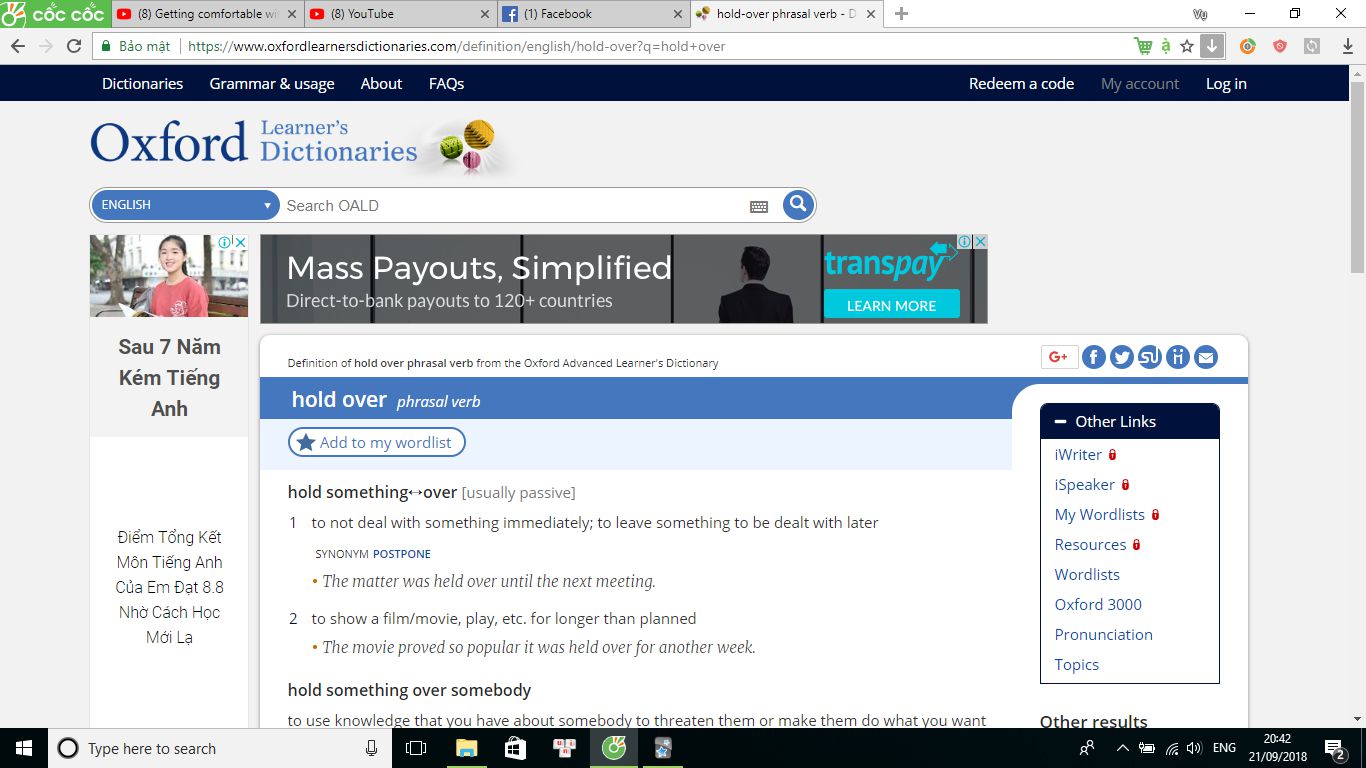 cốc cốc
(8) Getting comfortable wi
(8) YouTube
(1) Facebook
hold-over phrasal verb - D
Vy
Bảo mật
https://www.oxfordlearnersdictionaries.com/definition/english/hold-over?q=hold+over
Dictionaries
Grammar & usage
About
FAQs
Redeem a code
My account
Log in
Oxford Learner's Dictionaries
ENGLISH
Search OALD
Mass Payouts, Simplified
Direct-to-bank payouts to 120+ countries
transpay
LEARN MORE
Sau 7 Năm
Kém Tiếng
Anh
Điểm Tổng Kết
Môn Tiếng Anh
Của Em Đạt 8.8
Nhờ Cách Học
Mới Lạ
Definition of hold over phrasal verb from the Oxford Advanced Learner's Dictionary
G+
hold over phrasal verb
Add to my wordlist
hold something↔over [usually passive]
1 to not deal with something immediately; to leave something to be dealt with later
SYNONYM POSTPONE
• The matter was held over until the next meeting.
2 to show a film/movie, play, etc. for longer than planned
• The movie proved so popular it was held over for another week.
hold something over somebody
to use knowledge that you have about somebody to threaten them or make them do what you want
Other Links
iWriter
iSpeaker
My Wordlists
Resources
Wordlists
Oxford 3000
Pronunciation
Topics
Other results
Type here to search
ENG
20:42
21/09/2018
2